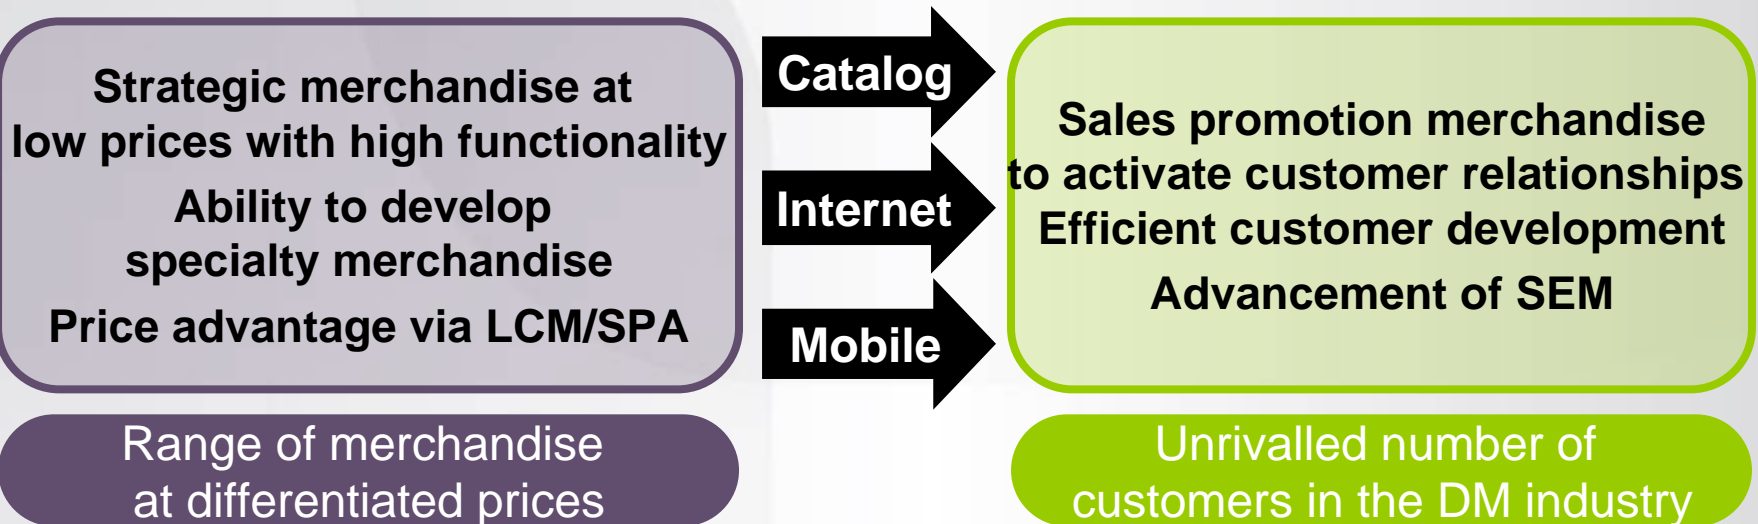 Strategic merchandise at
low prices with high functionality
Ability to develop
specialty merchandise
Price advantage via LCM/SPA
Range of merchandise
at differentiated prices
Catalog
Internet
Mobile
Sales promotion merchandise
to activate customer relationships
Efficient customer development
Advancement of SEM
Unrivalled number of
customers in the DM industry